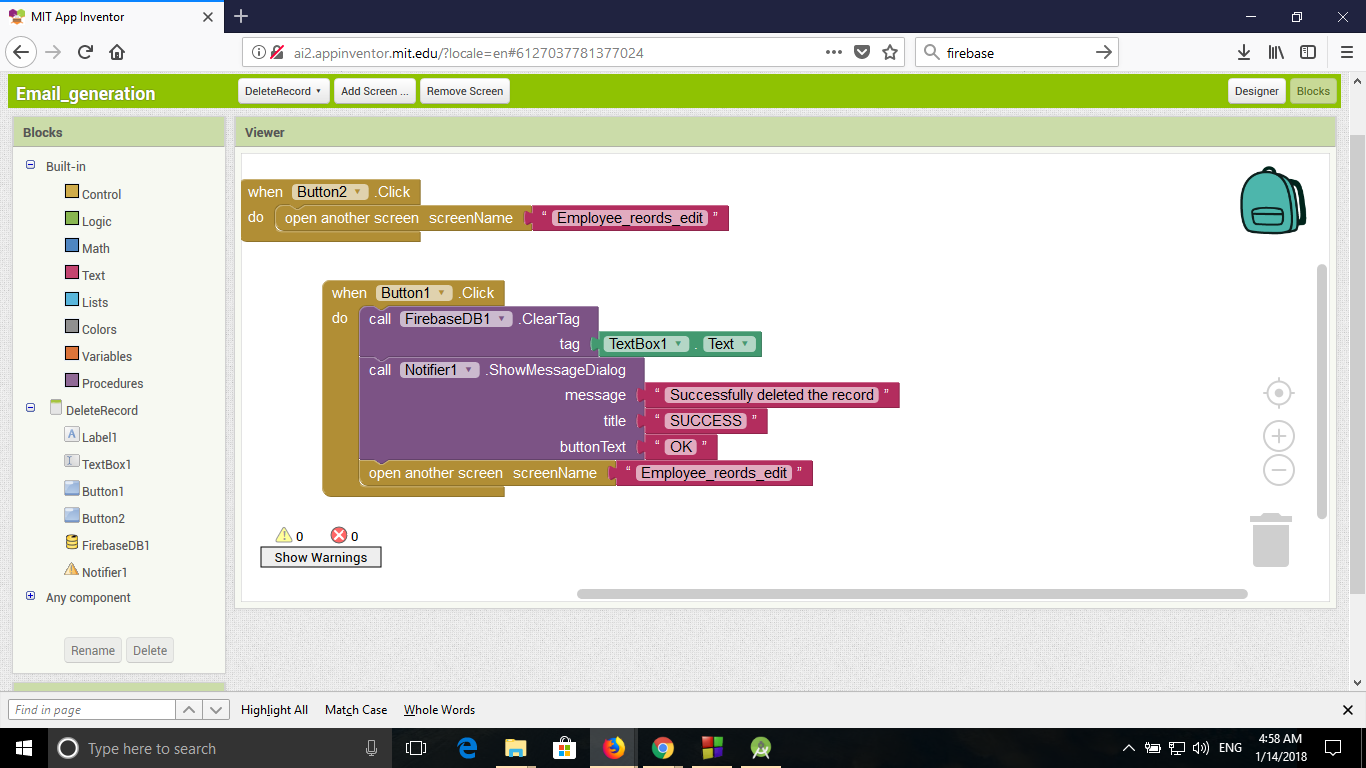 MIT App Inventor
ai2.appinventor.mit.edu/?locale=en#6127037781377024
firebase
Email_generation
DeleteRecord
Add Screen ...
Remove Screen
Designer
Blocks
Blocks
Viewer
Built-in
Control
Logic
Math
Text
Lists
Colors
Variables
Procedures
DeleteRecord
Label1
TextBox1
Button1
Button2
FirebaseDB1
Notifier1
Any component
Rename
Delete
when Button2 .Click
do open another screen screenName " Employee_reords_edit "
when Button1 .Click
do call FirebaseDB1 .ClearTag
tag TextBox1 . Text
call Notifier1 .ShowMessageDialog
message " Successfully deleted the record "
title " SUCCESS "
buttonText " OK "
open another screen screenName " Employee_reords_edit "
0 0
Show Warnings
Find in page
Highlight All Match Case Whole Words
Type here to search
ENG
4:58 AM
1/14/2018